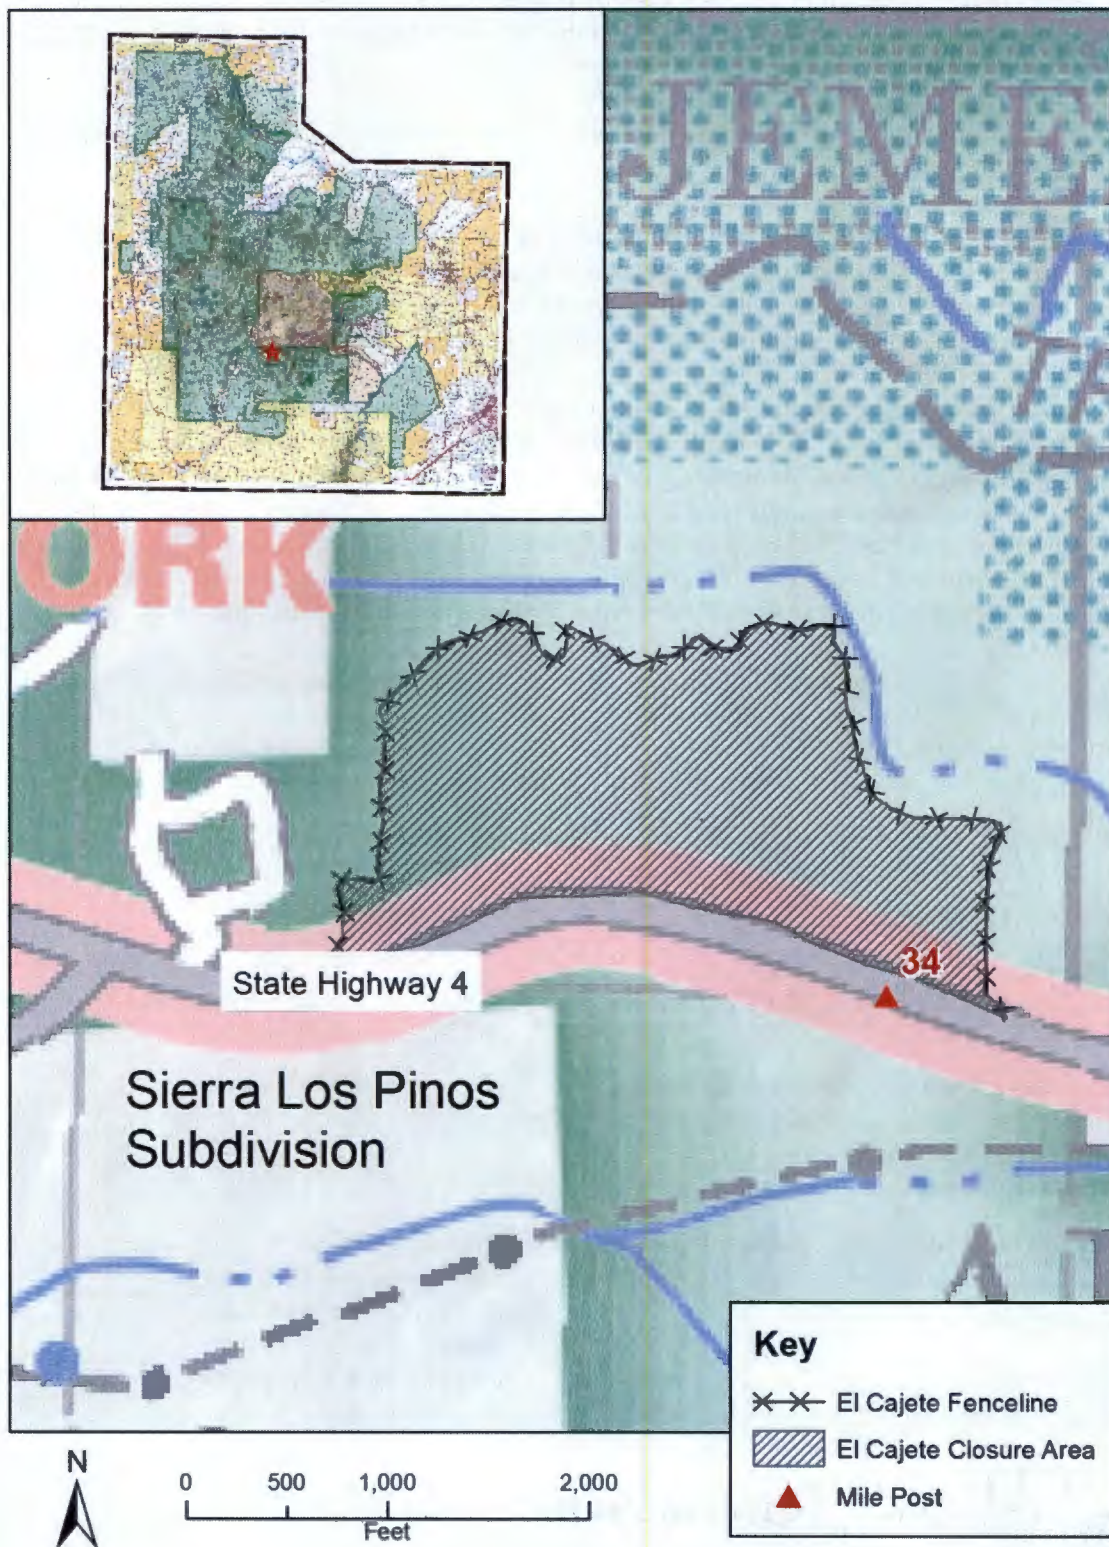 JEME
TA
ORK
34
State Highway 4
Sierra Los Pinos
Subdivision
Key
El Cajete Fenceline
El Cajete Closure Area
Mile Post
N
0 500 1,000 2,000
Feet